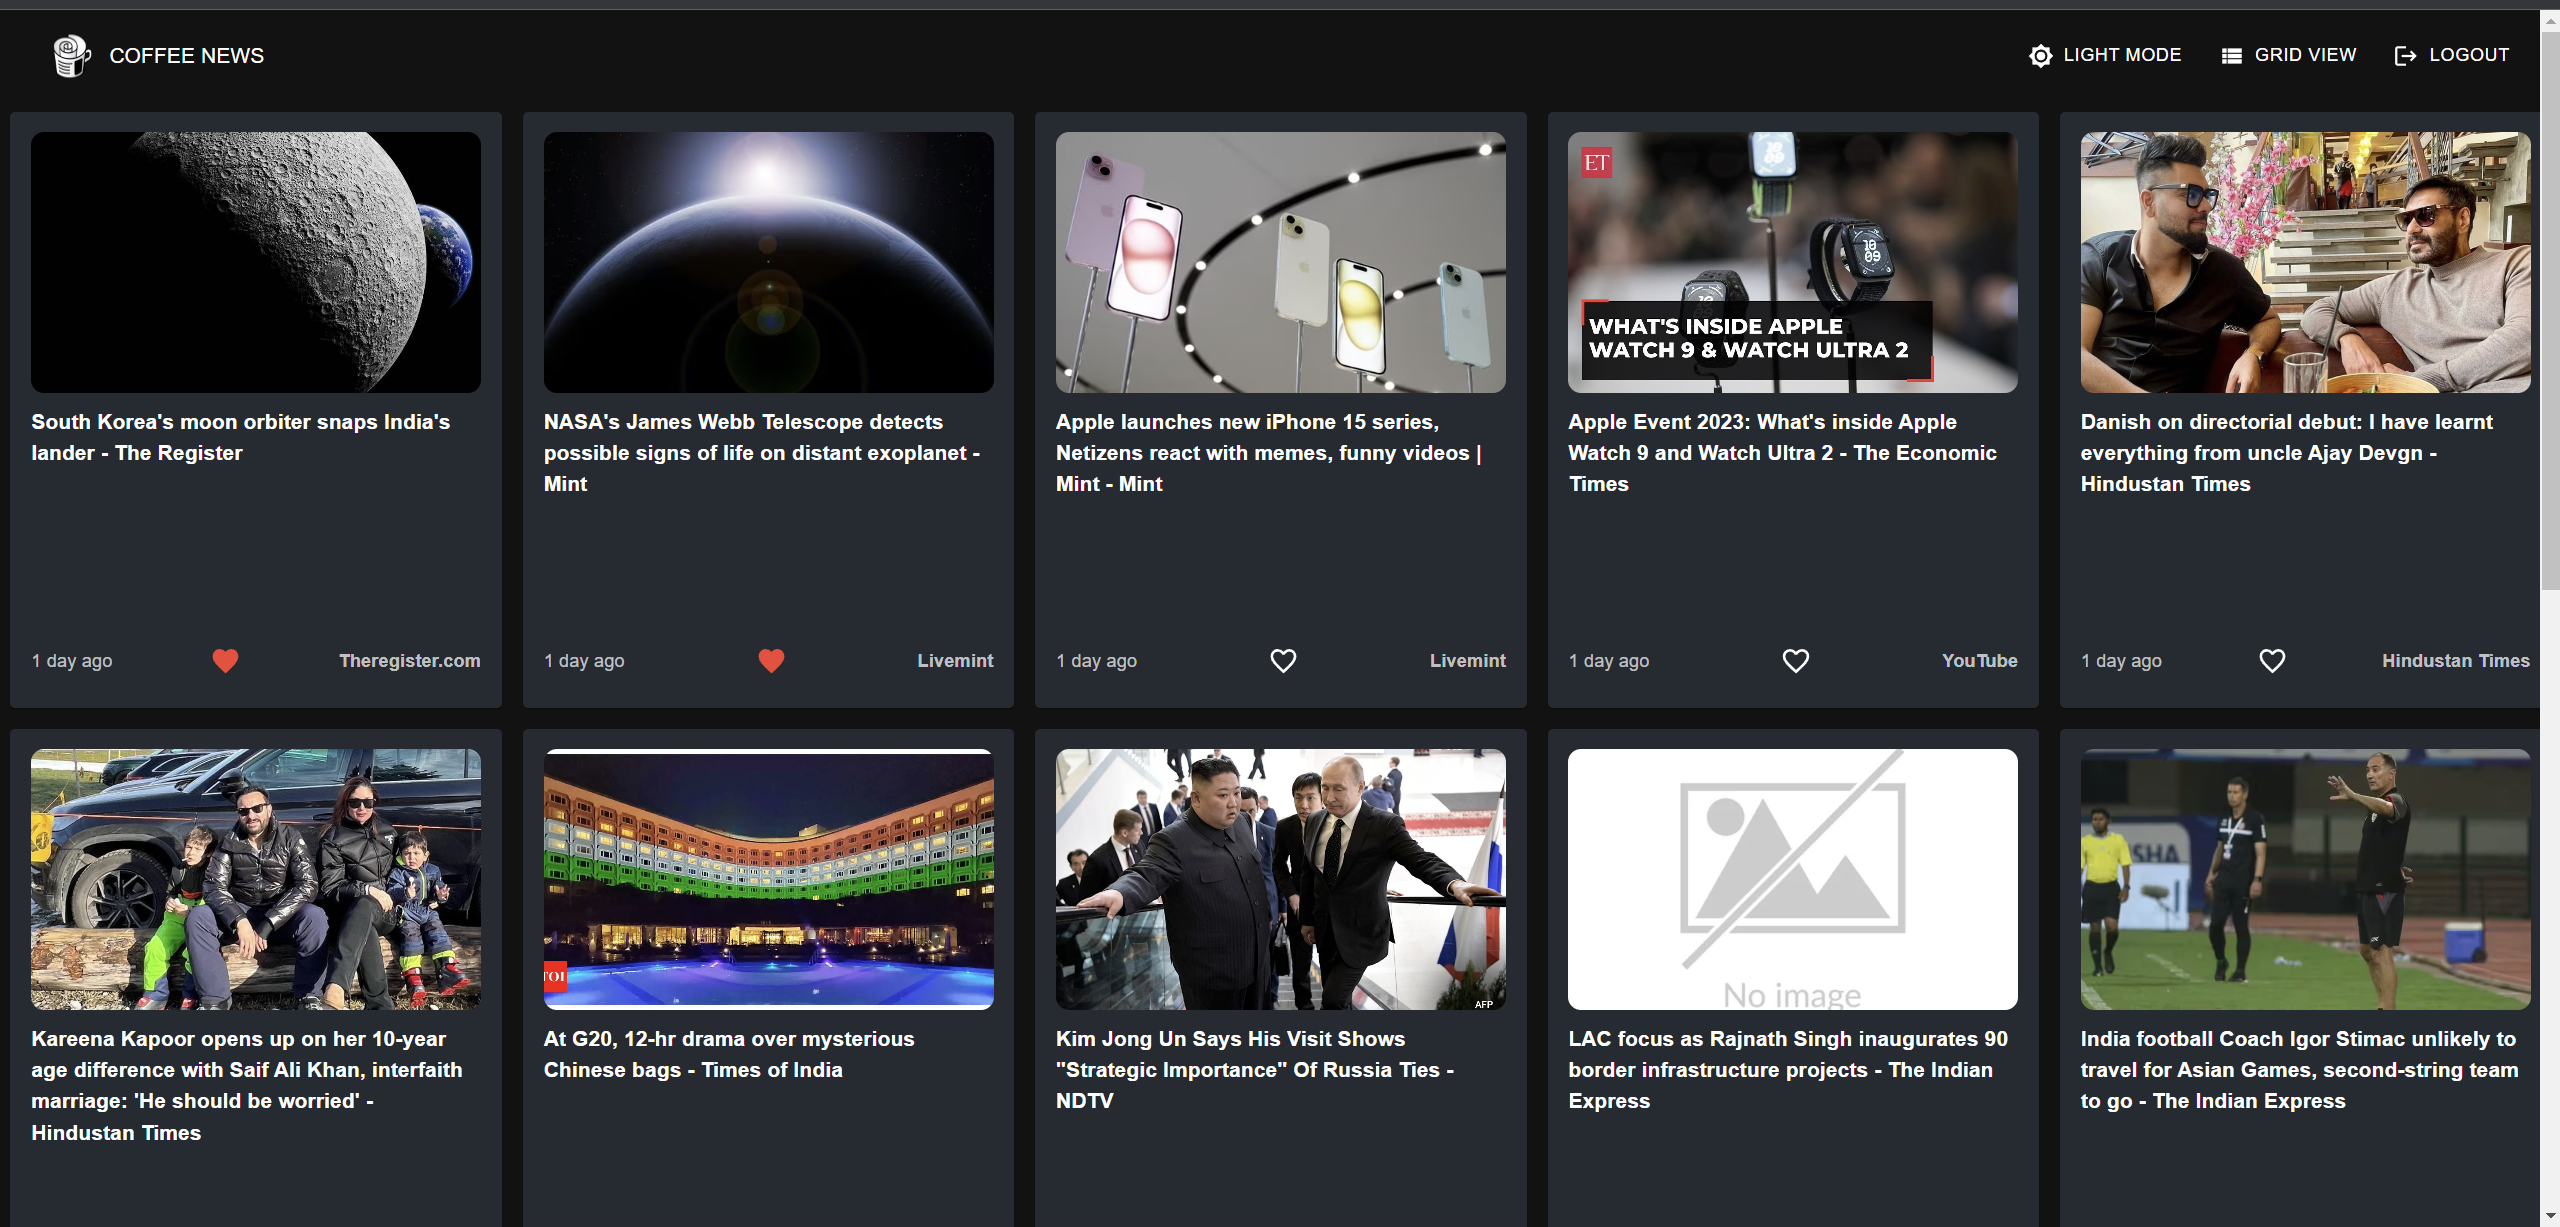 COFFEE NEWS
LIGHT MODE
GRID VIEW
LOGOUT
ET
WHAT'S INSIDE APPLE
WATCH 9 & WATCH ULTRA 2
10
09
South Korea's moon orbiter snaps India's
lander - The Register
1 day ago
Theregister.com
NASA's James Webb Telescope detects
possible signs of life on distant exoplanet -
Mint
1 day ago
Livemint
Apple launches new iPhone 15 series,
Netizens react with memes, funny videos |
Mint - Mint
1 day ago
Livemint
Apple Event 2023: What's inside Apple
Watch 9 and Watch Ultra 2 - The Economic
Times
1 day ago
YouTube
Danish on directorial debut: I have learnt
everything from uncle Ajay Devgn -
Hindustan Times
1 day ago
Hindustan Times
Kareena Kapoor opens up on her 10-year
age difference with Saif Ali Khan, interfaith
marriage: 'He should be worried' -
Hindustan Times
TOI
At G20, 12-hr drama over mysterious
Chinese bags - Times of India
AFP
Kim Jong Un Says His Visit Shows
"Strategic Importance" Of Russia Ties -
NDTV
No image
LAC focus as Rajnath Singh inaugurates 90
border infrastructure projects - The Indian
Express
ISHA
India football Coach Igor Stimac unlikely to
travel for Asian Games, second-string team
to go - The Indian Express